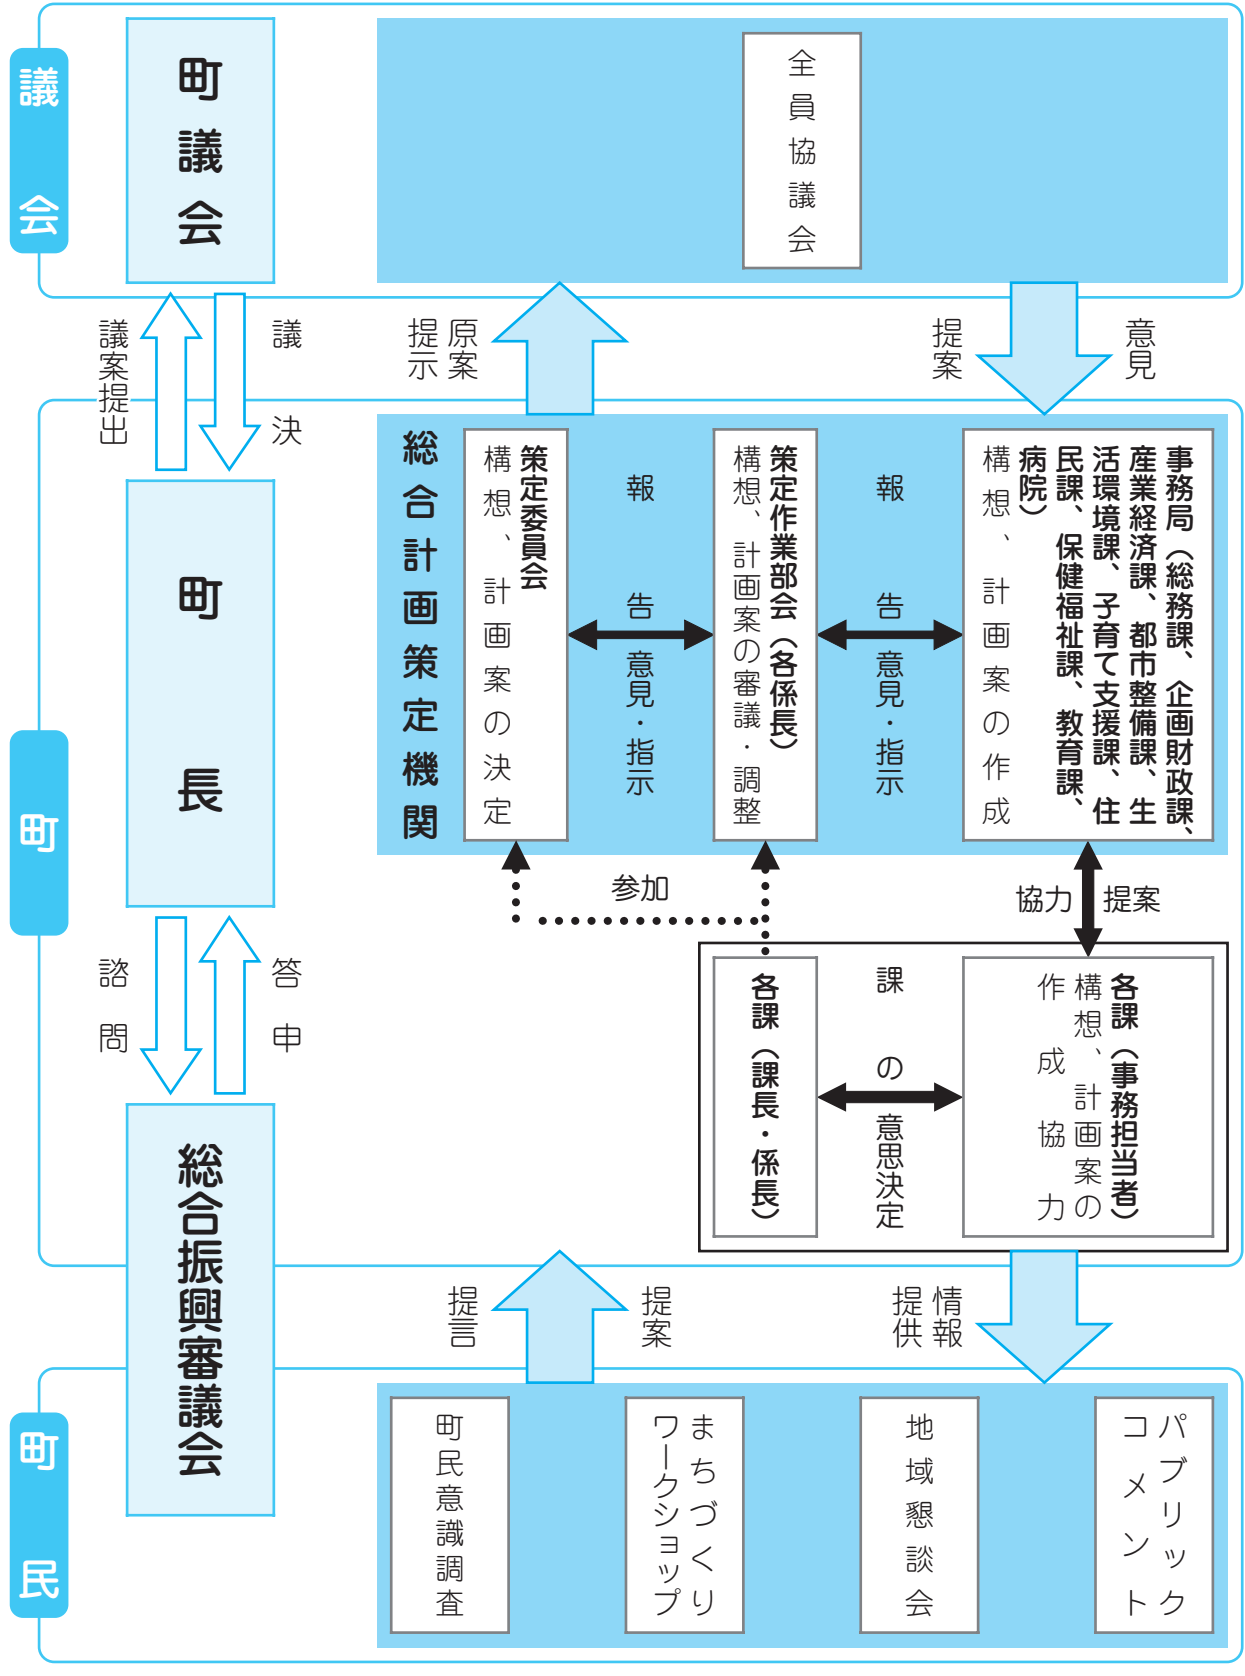 議会
町議会
全員協議会
議案提出
議決
原案
提示
意見
提案
町
町長
総合計画策定機関
策定委員会
構想、計画案の決定
報告
意見・指示
策定作業部会（各係長）
構想、計画案の審議・調整
報告
意見・指示
事務局（総務課、企画財政課、
産業経済課、都市整備課、生
活環境課、子育て支援課、住
民課、保健福祉課、教育課、
病院）
構想、計画案の作成
参加
協力
提案
諮問
答申
各課（課長・係長）
課の
意思決定
各課（事務担当者）
構想、計画案の
作成協力
総合振興審議会
提言
提案
情報
提供
町民
町民意識調査
まちづくり
ワークショップ
地域懇談会
パブリック
コメント